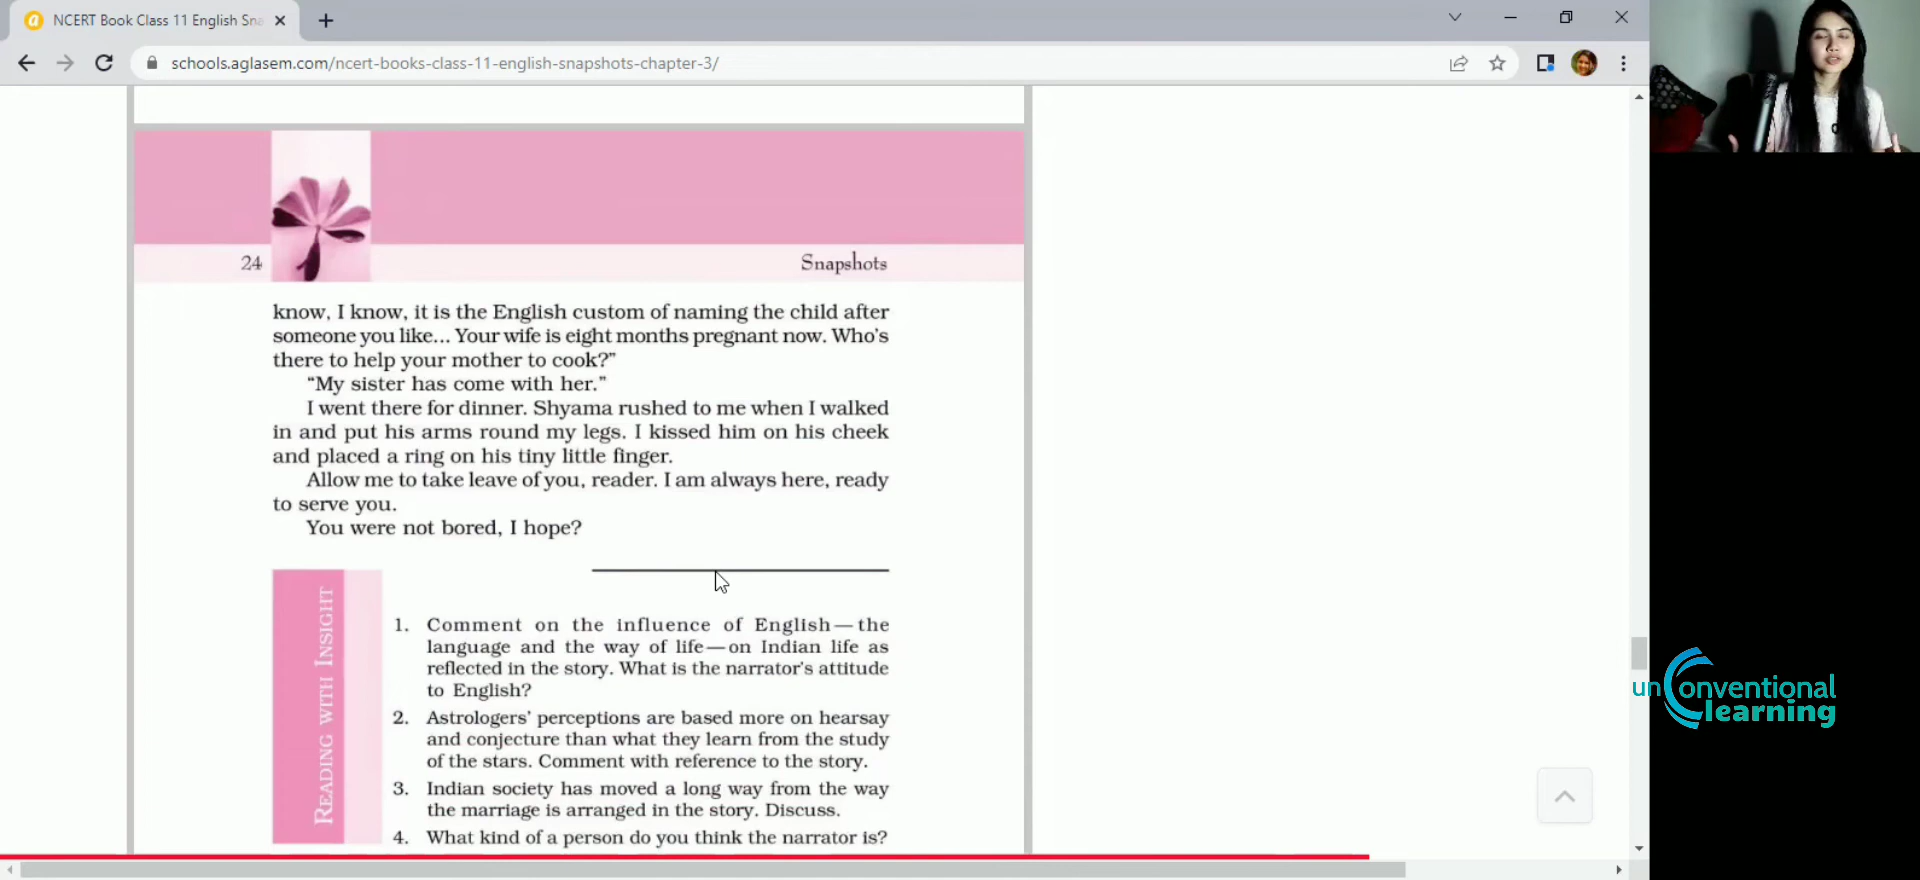 NCERT Book Class 11 English Sna
schools.aglasem.com/ncert-books-class-11-english-snapshots-chapter-3/
24
Snapshots
know, I know, it is the English custom of naming the child after
someone you like... Your wife is eight months pregnant now. Who's
there to help your mother to cook?”
“My sister has come with her.”
I went there for dinner. Shyama rushed to me when I walked
in and put his arms round my legs. I kissed him on his cheek
and placed a ring on his tiny little finger.
Allow me to take leave of you, reader. I am always here, ready
to serve you.
You were not bored, I hope?
READING WITH INSIGHT
1. Comment on the influence of English—the
language and the way of life—on Indian life as
reflected in the story. What is the narrator's attitude
to English?
2. Astrologers' perceptions are based more on hearsay
and conjecture than what they learn from the study
of the stars. Comment with reference to the story.
3. Indian society has moved a long way from the way
the marriage is arranged in the story. Discuss.
4. What kind of a person do you think the narrator is?
unConventional
learning